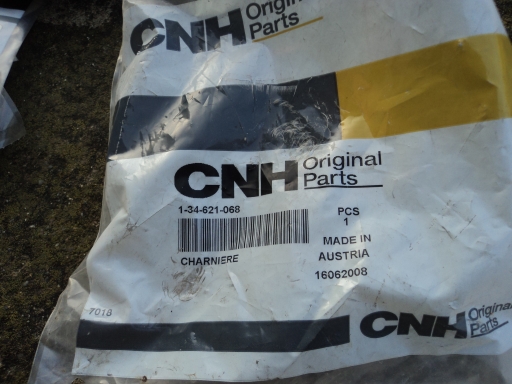 CNH Original Parts
CNH Original Parts
1-34-621-068
PCS
1
CHARNIERE
MADE IN
AUSTRIA
16062008
7018
CNH Original Parts